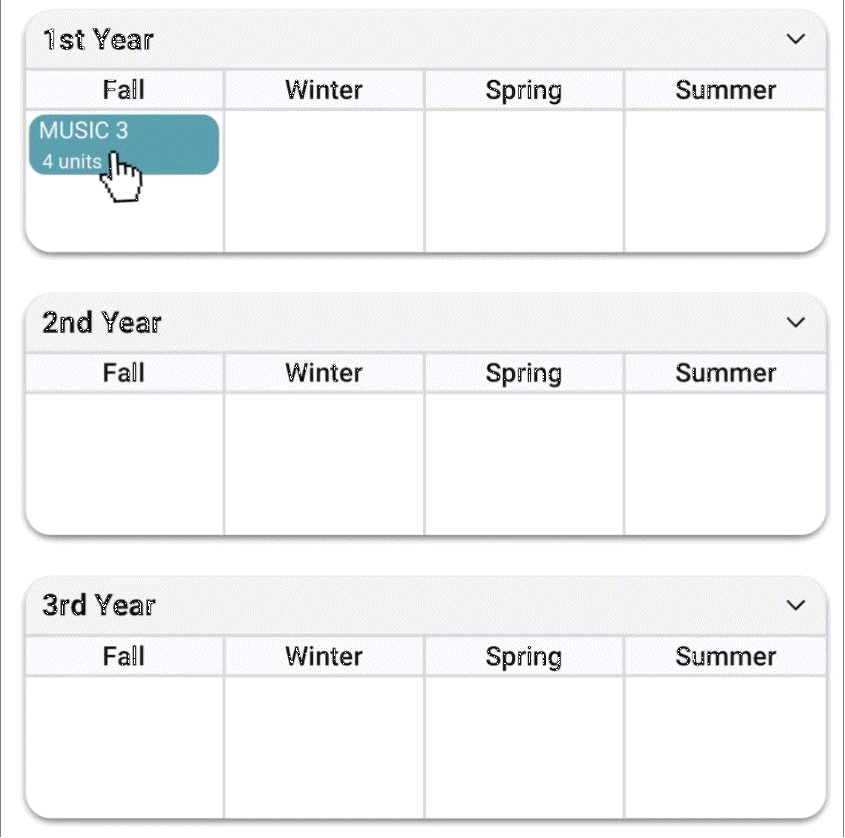 1st Year
Fall Winter Spring Summer
MUSIC 3
4 units
2nd Year
Fall Winter Spring Summer
3rd Year
Fall Winter Spring Summer